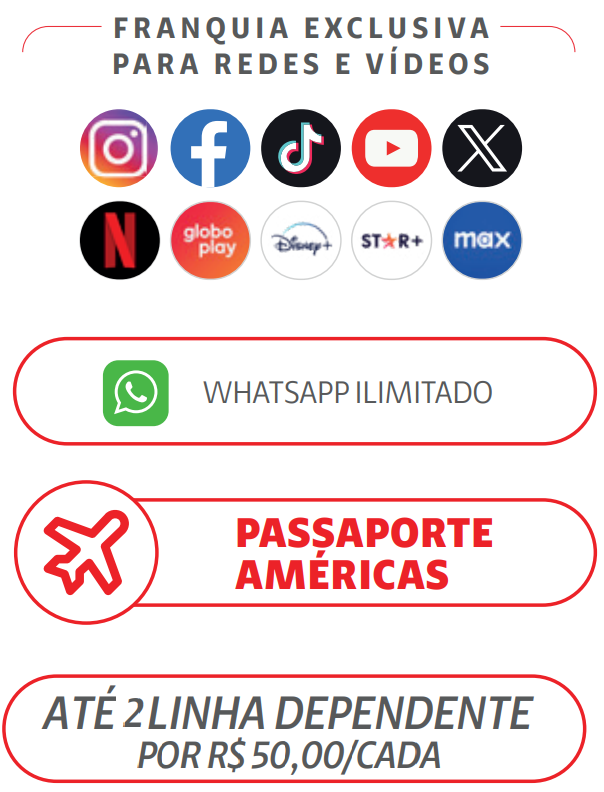 FRANQUIA EXCLUSIVA
PARA REDES E VÍDEOS
globo
play
Disney+
ST★R+
max
WHATSAPP ILIMITADO
PASSAPORTE
AMÉRICAS
ATÉ 2 LINHA DEPENDENTE
POR R$ 50,00/CADA